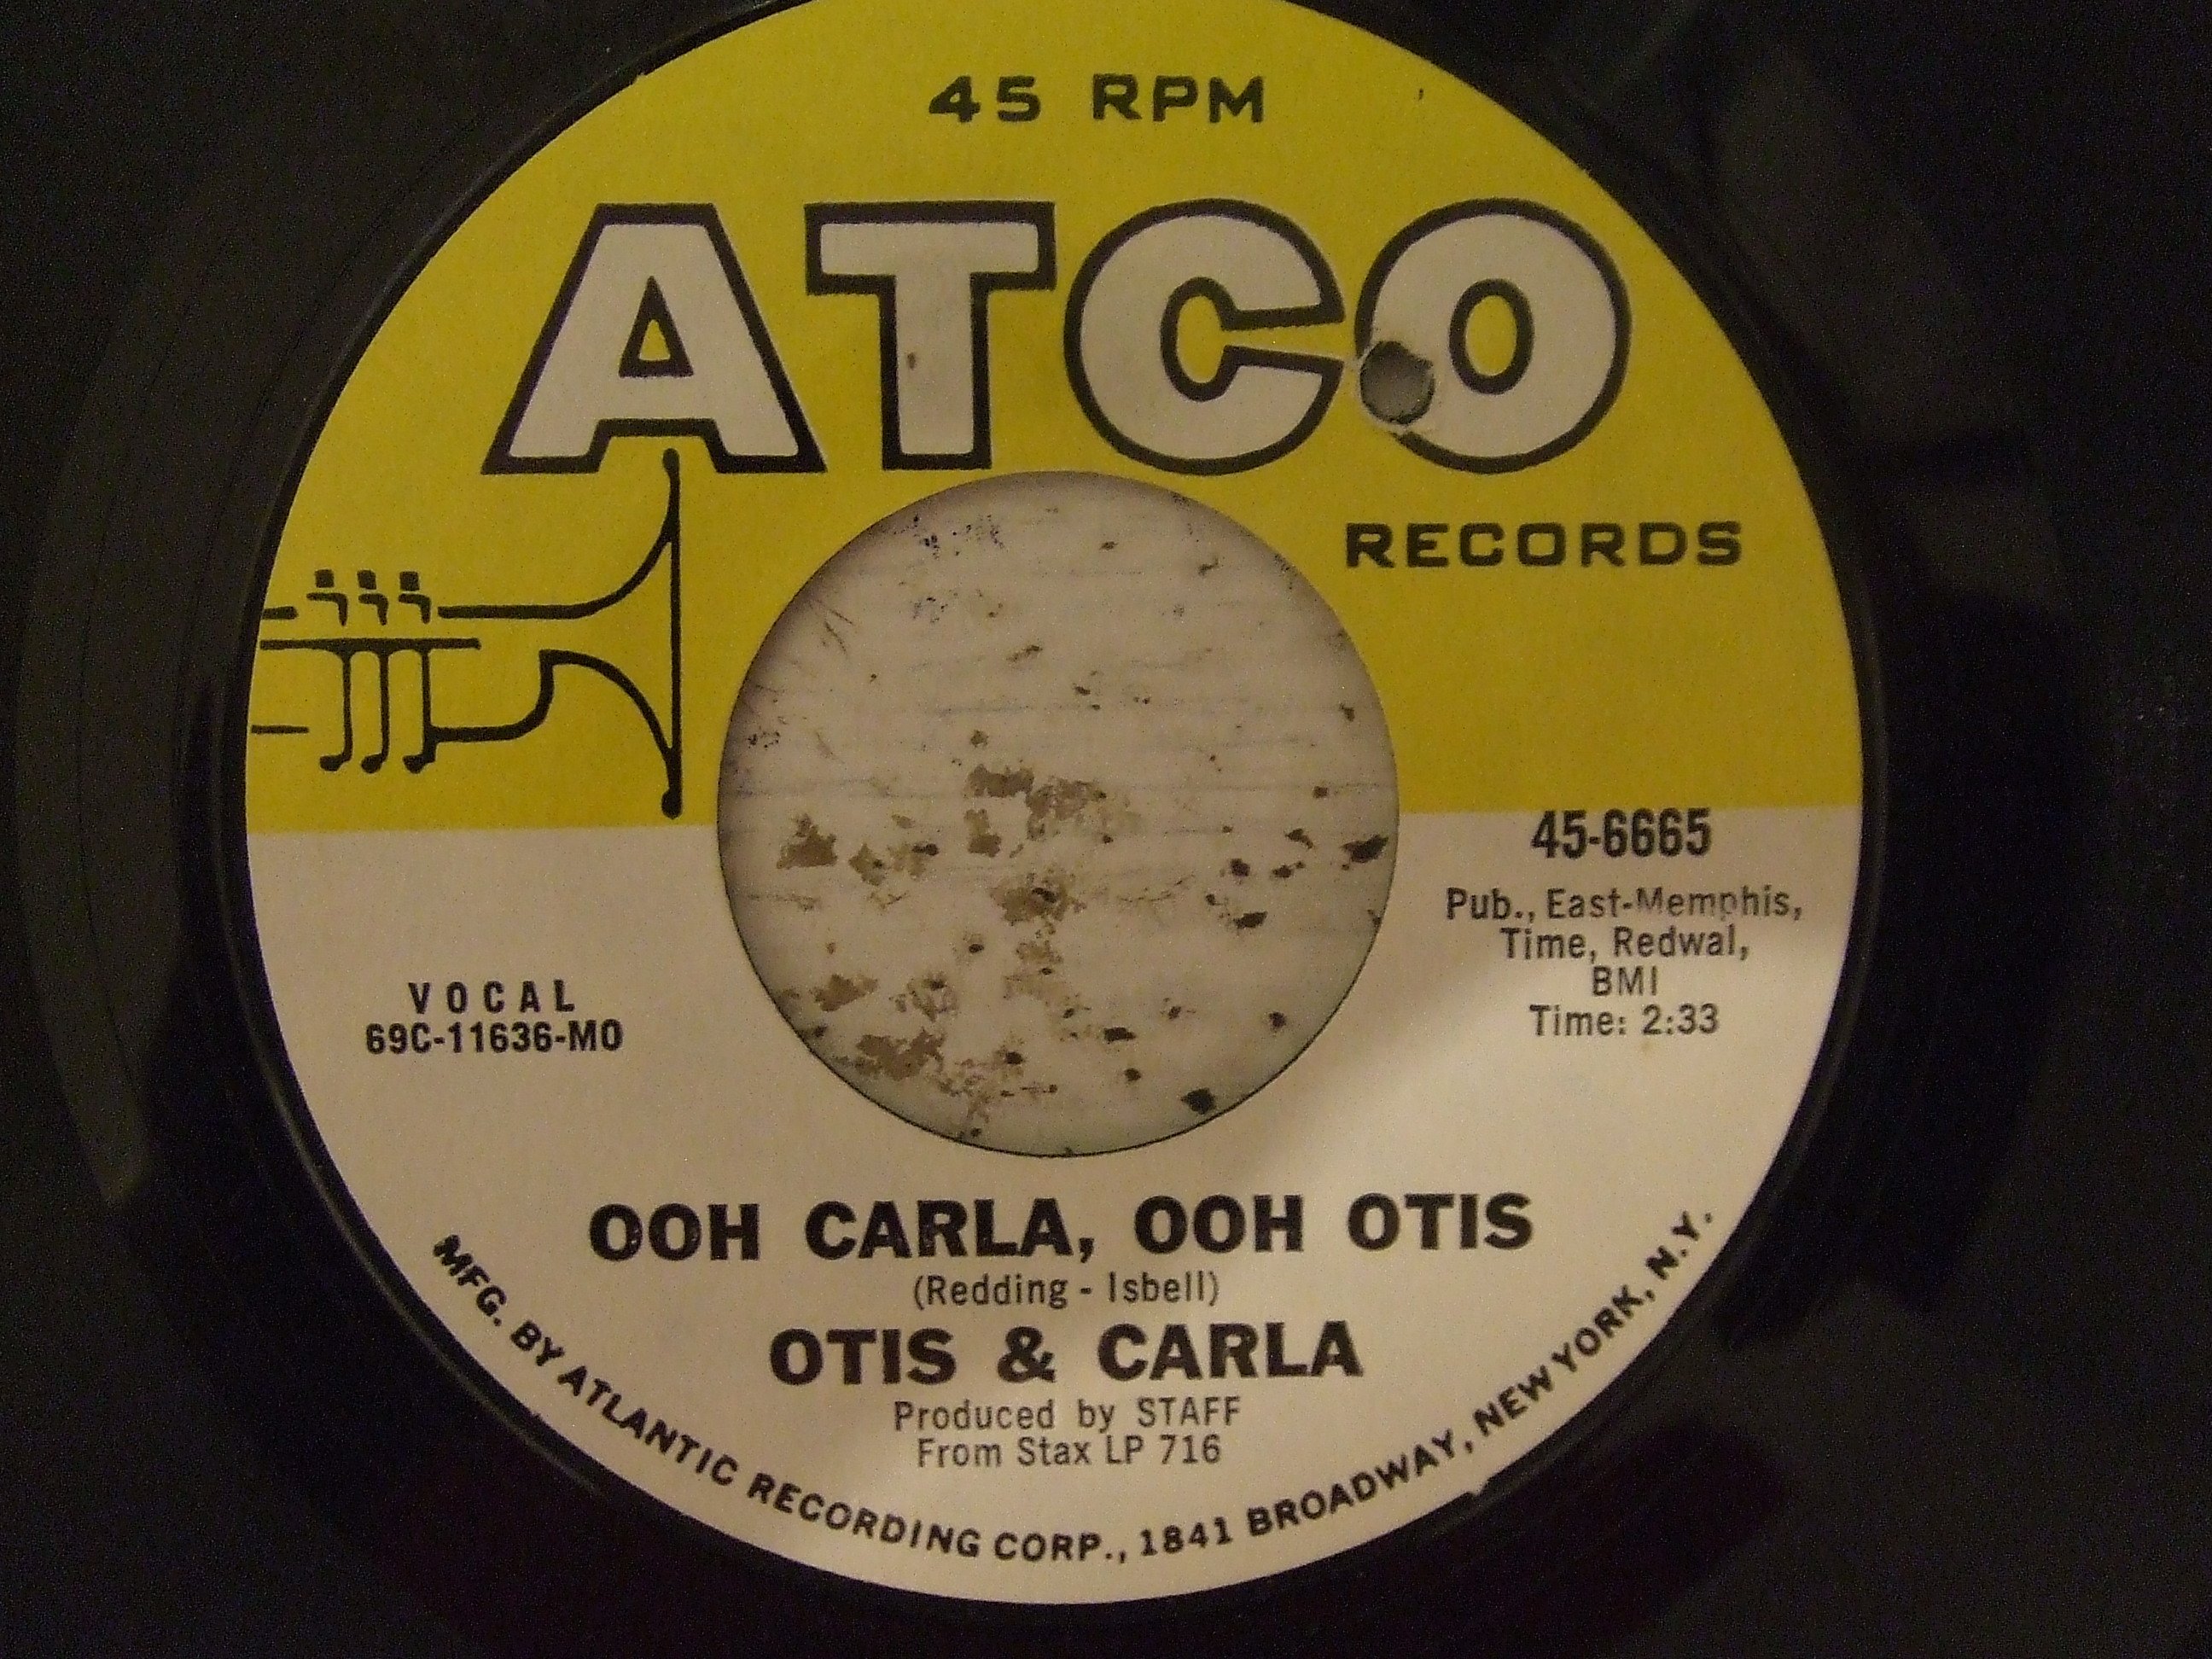 45 RPM
ATCO
RECORDS
45-6665
Pub., East-Memphis,
Time, Redwal,
BMI
Time: 2:33
VOCAL
69C-11636-MO
OOH CARLA, OOH OTIS
(Redding - Isbell)
OTIS & CARLA
Produced by STAFF
From Stax LP 716
MFG. BY ATLANTIC RECORDING CORP., 1841 BROADWAY, NEW YORK, N.Y.